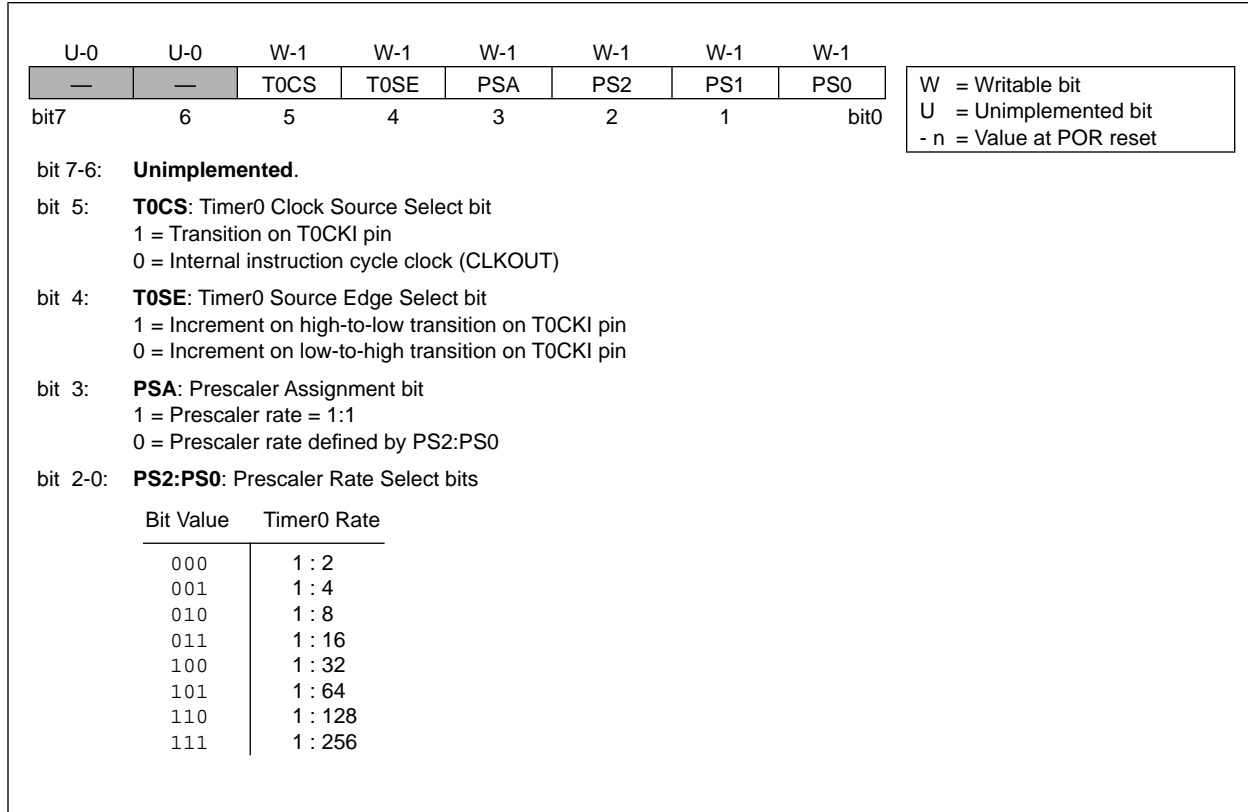 U-0 U-0 W-1 W-1 W-1 W-1 W-1 W-1
— — T0CS T0SE PSA PS2 PS1 PS0
bit7 6 5 4 3 2 1 bit0
W = Writable bit
U = Unimplemented bit
- n = Value at POR reset
bit 7-6: Unimplemented.
bit 5: T0CS: Timer0 Clock Source Select bit
1 = Transition on T0CKI pin
0 = Internal instruction cycle clock (CLKOUT)
bit 4: T0SE: Timer0 Source Edge Select bit
1 = Increment on high-to-low transition on T0CKI pin
0 = Increment on low-to-high transition on T0CKI pin
bit 3: PSA: Prescaler Assignment bit
1 = Prescaler rate = 1:1
0 = Prescaler rate defined by PS2:PS0
bit 2-0: PS2:PS0: Prescaler Rate Select bits
Bit Value Timer0 Rate
000 1 : 2
001 1 : 4
010 1 : 8
011 1 : 16
100 1 : 32
101 1 : 64
110 1 : 128
111 1 : 256